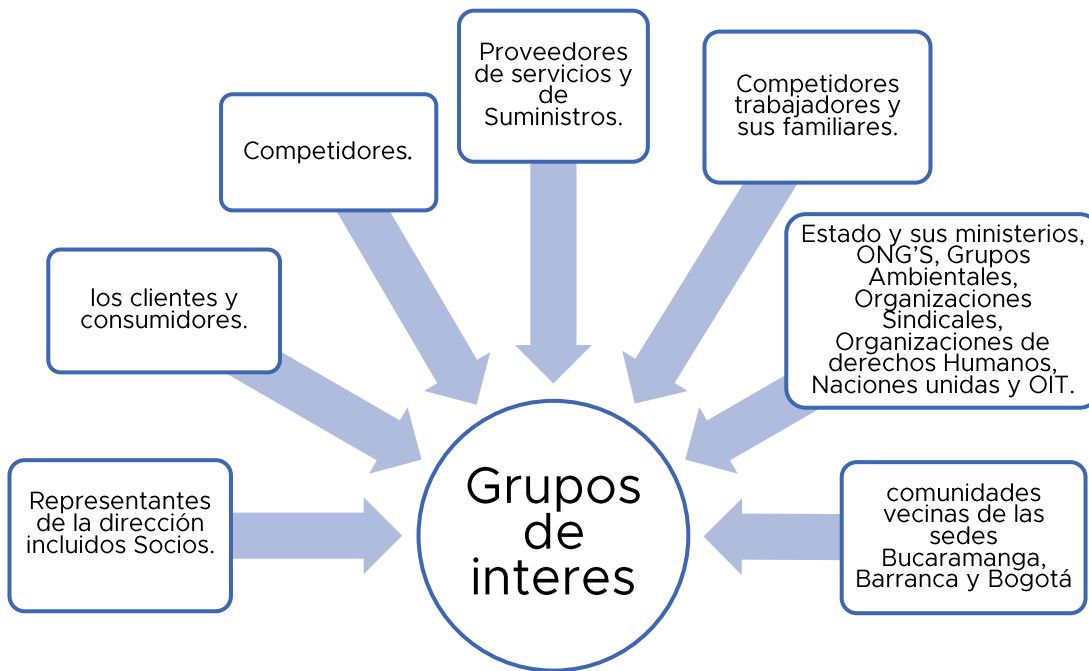 Proveedores
de servicios y
de
Suministros.
Competidores
trabajadores y
sus familiares.
Competidores.
Estado y sus ministerios,
ONG'S, Grupos
Ambientales,
Organizaciones
Sindicales,
Organizaciones de
derechos Humanos,
Naciones unidas y OIT.
los clientes y
consumidores.
Grupos
de
interes
Representantes
de la dirección
incluidos Socios.
comunidades
vecinas de las
sedes
Bucaramanga,
Barranca y Bogotá